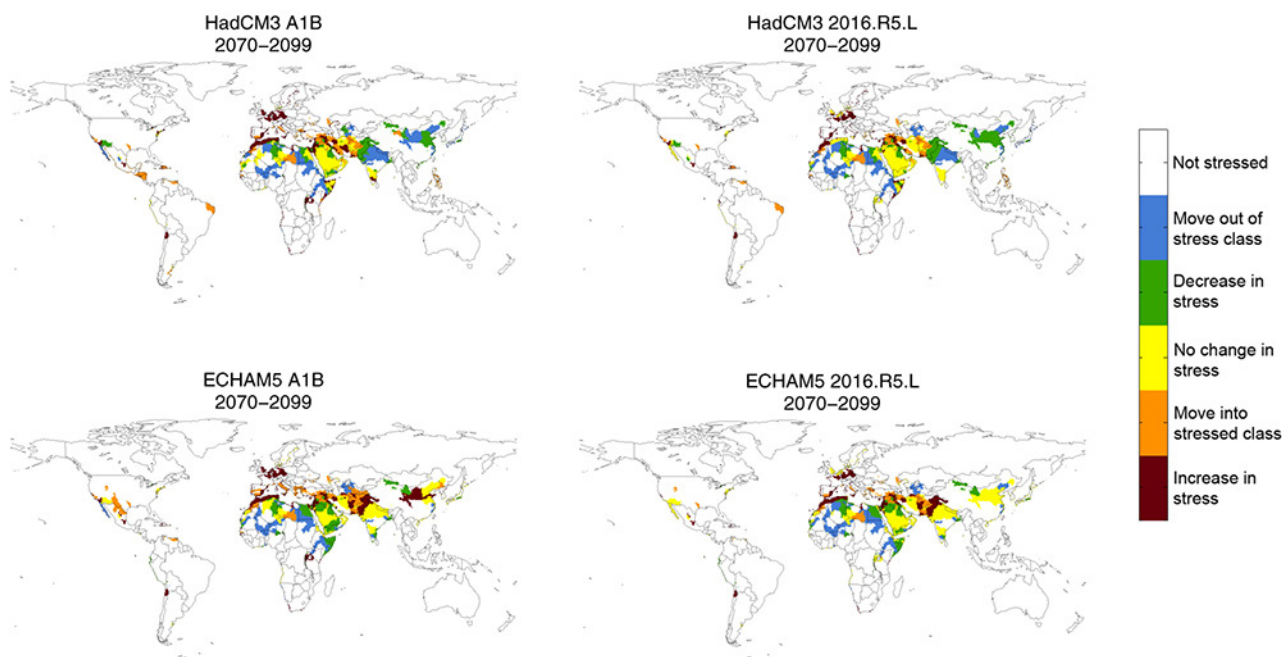 HadCM3 A1B
2070–2099
HadCM3 2016.R5.L
2070–2099
ECHAM5 A1B
2070–2099
ECHAM5 2016.R5.L
2070–2099
Not stressed
Move out of
stress class
Decrease in
stress
No change in
stress
Move into
stressed class
Increase in
stress